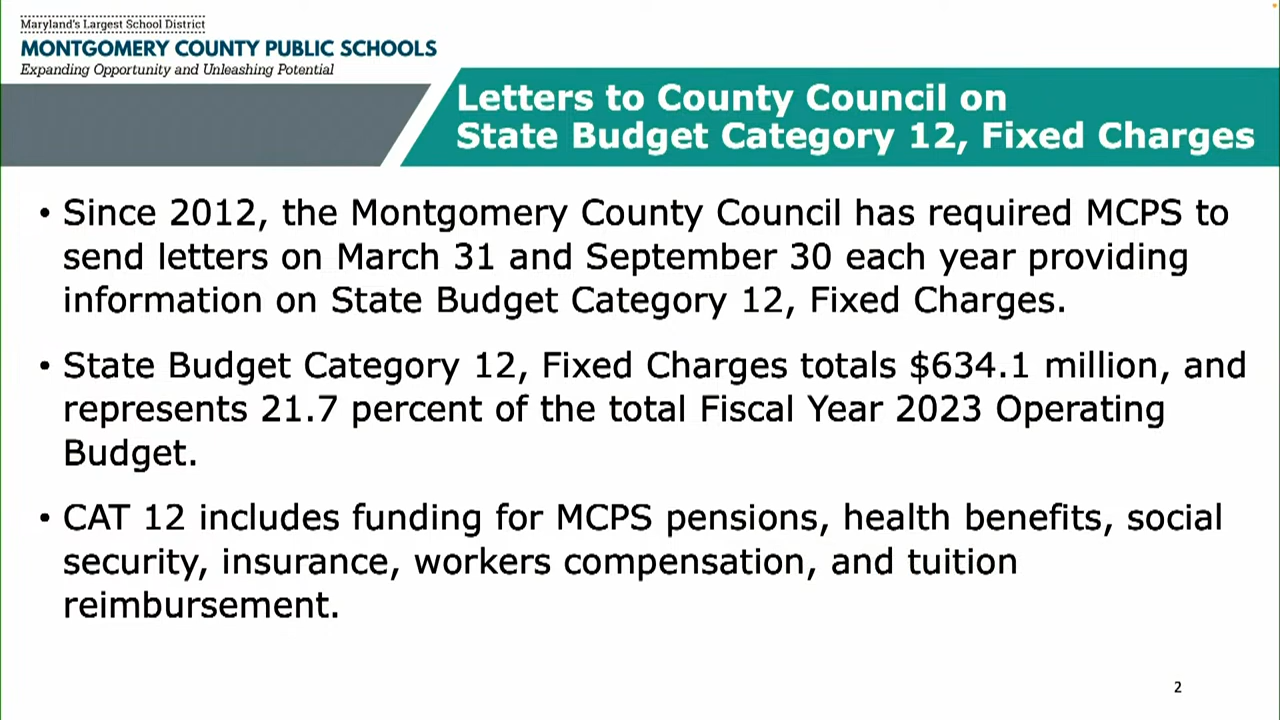 Maryland's Largest School District
MONTGOMERY COUNTY PUBLIC SCHOOLS
Expanding Opportunity and Unleashing Potential
Letters to County Council on
State Budget Category 12, Fixed Charges
• Since 2012, the Montgomery County Council has required MCPS to
send letters on March 31 and September 30 each year providing
information on State Budget Category 12, Fixed Charges.
• State Budget Category 12, Fixed Charges totals $634.1 million, and
represents 21.7 percent of the total Fiscal Year 2023 Operating
Budget.
• CAT 12 includes funding for MCPS pensions, health benefits, social
security, insurance, workers compensation, and tuition
reimbursement.
2